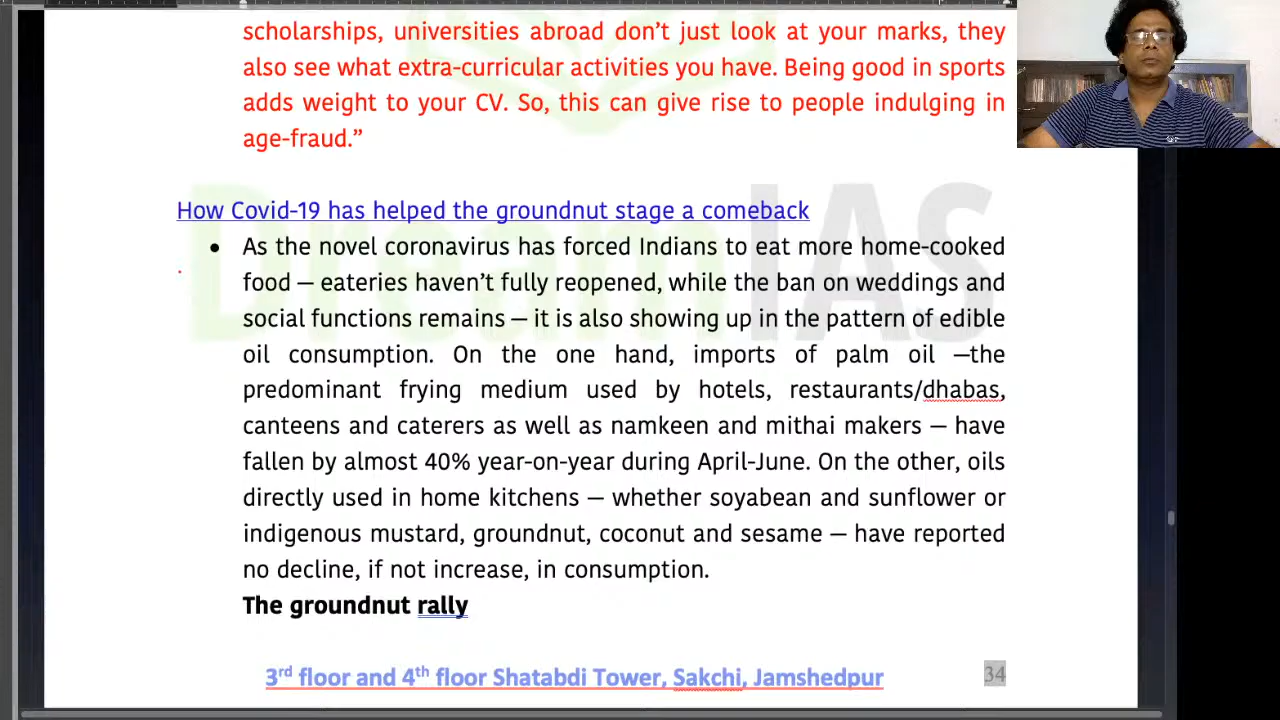 scholarships, universities abroad don’t just look at your marks, they
also see what extra-curricular activities you have. Being good in sports
adds weight to your CV. So, this can give rise to people indulging in
age-fraud.”
How Covid-19 has helped the groundnut stage a comeback
• As the novel coronavirus has forced Indians to eat more home-cooked
food — eateries haven’t fully reopened, while the ban on weddings and
social functions remains — it is also showing up in the pattern of edible
oil consumption. On the one hand, imports of palm oil —the
predominant frying medium used by hotels, restaurants/dhabas,
canteens and caterers as well as namkeen and mithai makers — have
fallen by almost 40% year-on-year during April-June. On the other, oils
directly used in home kitchens — whether soyabean and sunflower or
indigenous mustard, groundnut, coconut and sesame — have reported
no decline, if not increase, in consumption.
The groundnut rally
3rd floor and 4th floor Shatabdi Tower, Sakchi, Jamshedpur
34
DreamIAS